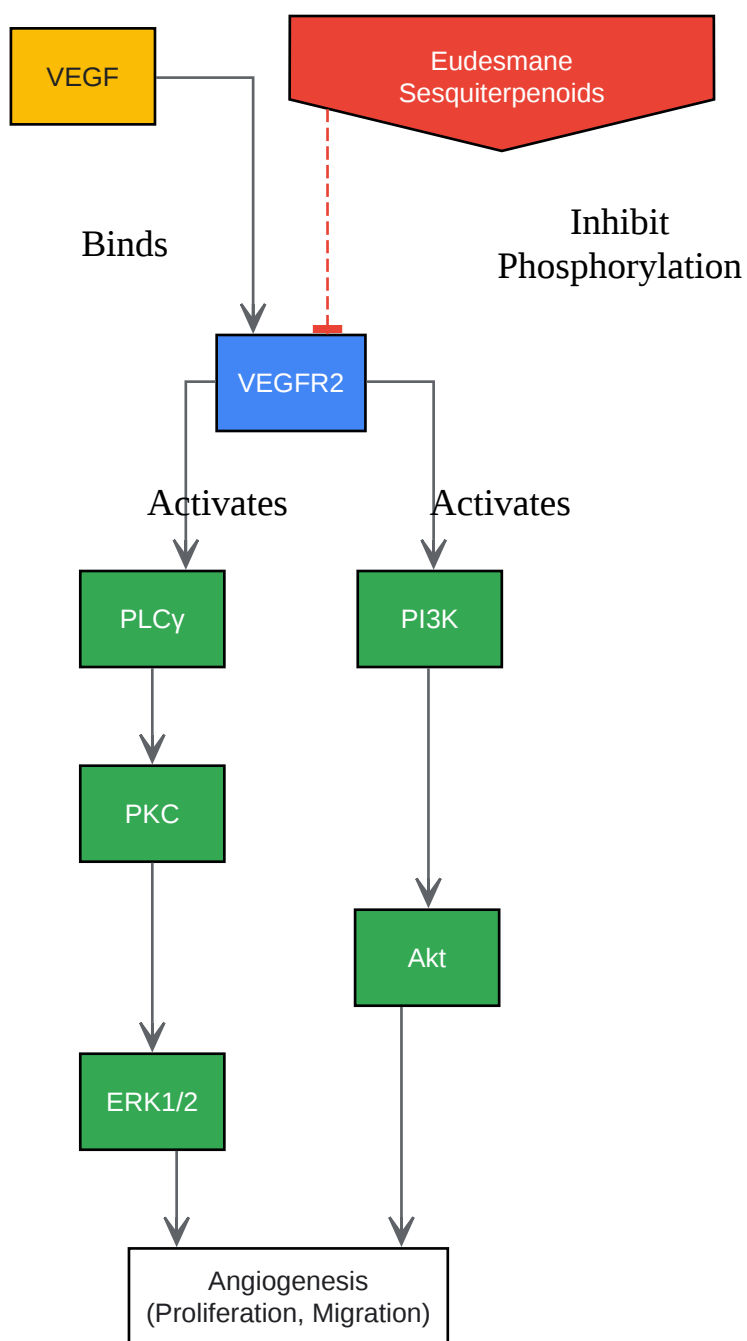 VEGF
Eudesmane
Sesquiterpenoids
Binds
Inhibit
Phosphorylation
VEGFR2
Activates
Activates
PLCγ
PI3K
PKC
Akt
ERK1/2
Angiogenesis
(Proliferation, Migration)